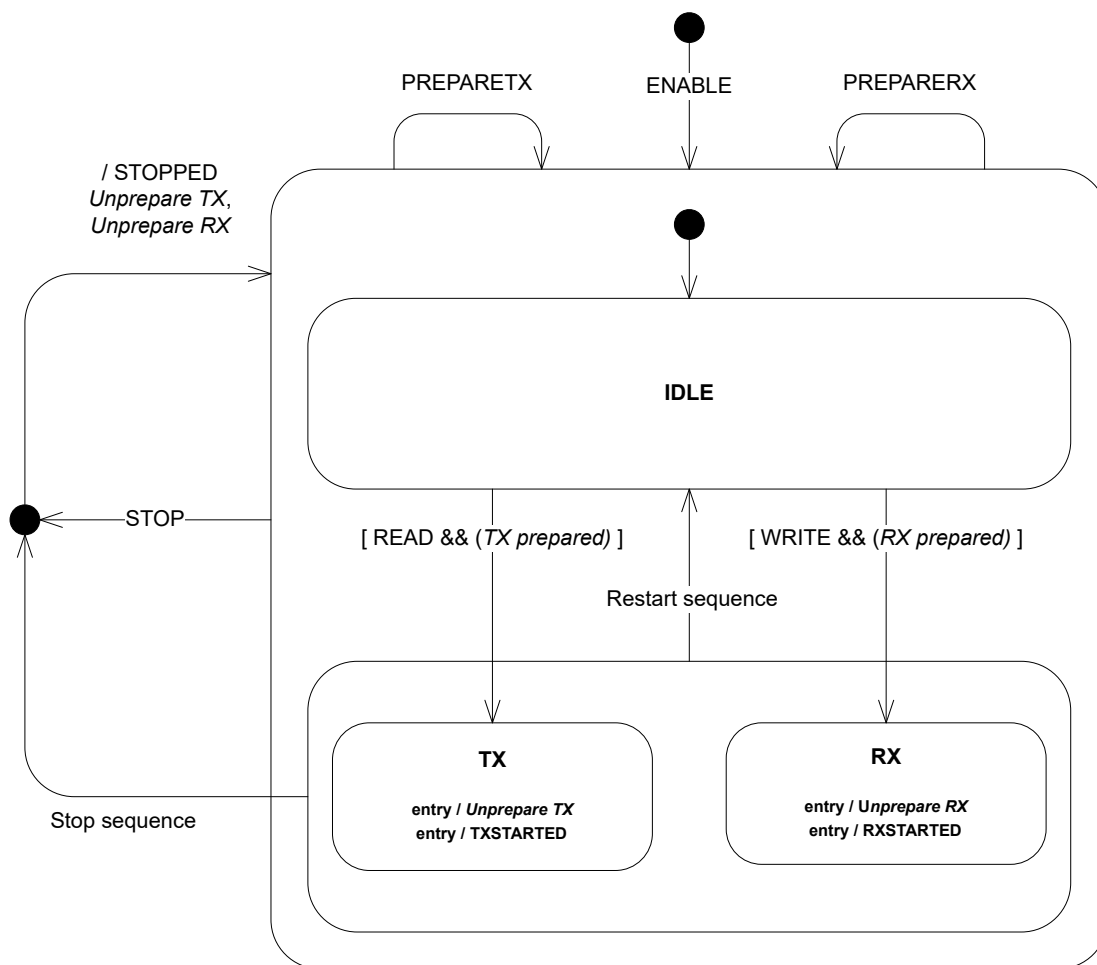 PREPARETX
ENABLE
PREPARERX
/ STOPPED
Unprepare TX,
Unprepare RX
IDLE
STOP
[ READ && (TX prepared) ]
[ WRITE && (RX prepared) ]
Restart sequence
TX
entry / Unprepare TX
entry / TXSTARTED
RX
entry / Unprepare RX
entry / RXSTARTED
Stop sequence